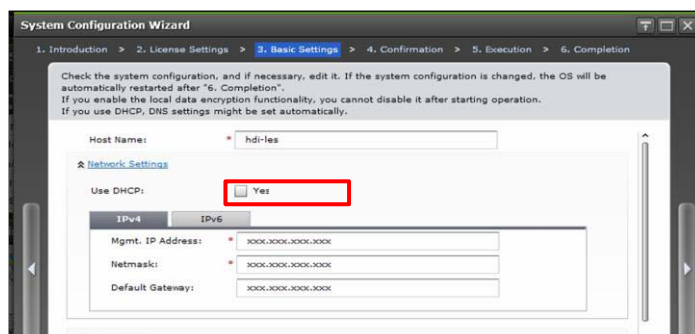 System Configuration Wizard
1. Introduction > 2. License Settings > 3. Basic Settings > 4. Confirmation > 5. Execution > 6. Completion
Check the system configuration, and if necessary, edit it. If the system configuration is changed, the OS will be
automatically restarted after "6. Completion".
If you enable the local data encryption functionality, you cannot disable it after starting operation.
If you use DHCP, DNS settings might be set automatically.
Host Name: * hdi-les
Network Settings
Use DHCP: Yes
IPv4 IPv6
Mgmt. IP Address: * xxx.xxx.xxx.xxx
Netmask: * xxx.xxx.xxx.xxx
Default Gateway: xxx.xxx.xxx.xxx